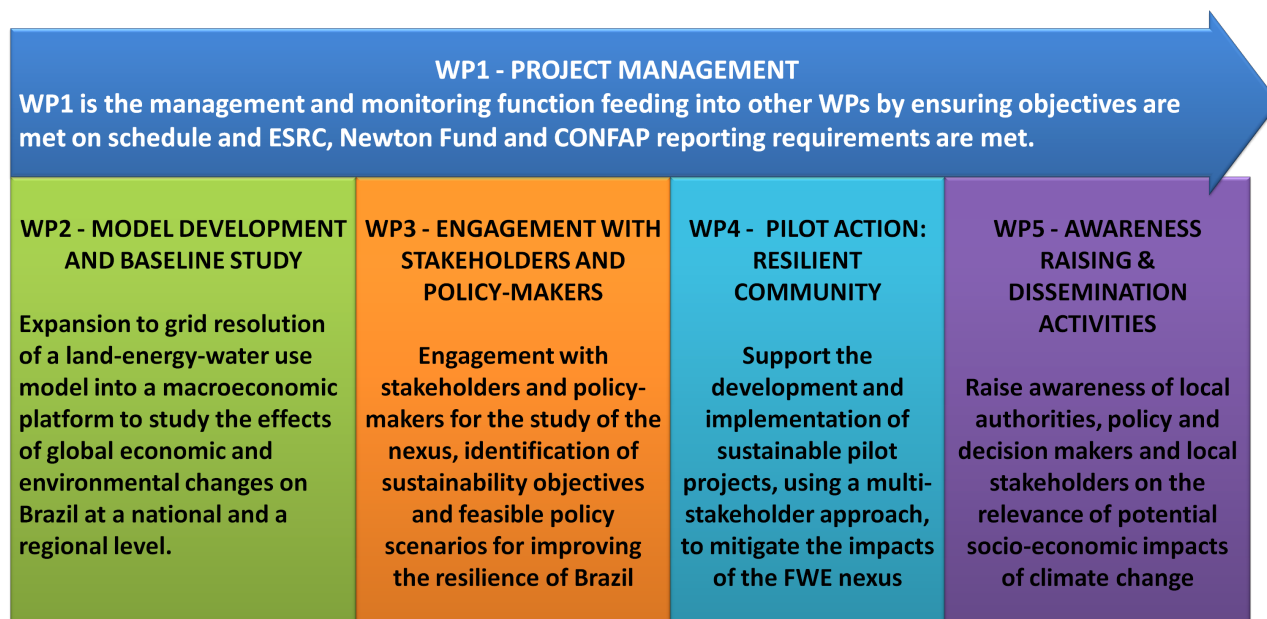 WP1 - PROJECT MANAGEMENT
WP1 is the management and monitoring function feeding into other WPs by ensuring objectives are
met on schedule and ESRC, Newton Fund and CONFAP reporting requirements are met.
WP2 - MODEL DEVELOPMENT
AND BASELINE STUDY
Expansion to grid resolution
of a land-energy-water use
model into a macroeconomic
platform to study the effects
of global economic and
environmental changes on
Brazil at a national and a
regional level.
WP3 - ENGAGEMENT WITH
STAKEHOLDERS AND
POLICY-MAKERS
Engagement with
stakeholders and policy-
makers for the study of the
nexus, identification of
sustainability objectives
and feasible policy
scenarios for improving
the resilience of Brazil
WP4 - PILOT ACTION:
RESILIENT
COMMUNITY
Support the
development and
implementation of
sustainable pilot
projects, using a multi-
stakeholder approach,
to mitigate the impacts
of the FWE nexus
WP5 - AWARENESS
RAISING &
DISSEMINATION
ACTIVITIES
Raise awareness of local
authorities, policy and
decision makers and local
stakeholders on the
relevance of potential
socio-economic impacts
of climate change